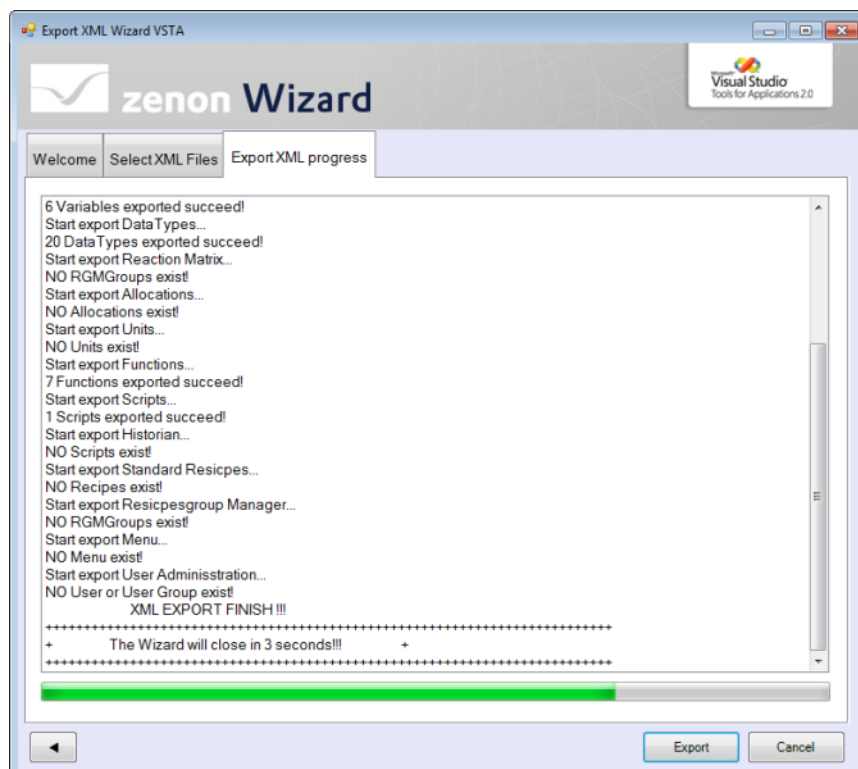 Export XML Wizard VSTA
zenon Wizard
Microsoft
Visual Studio
Tools for Applications 2.0
Welcome
Select XML Files
Export XML progress
6 Variables exported succeed!
Start export DataTypes...
20 DataTypes exported succeed!
Start export Reaction Matrix...
NO RGMGroups exist!
Start export Allocations...
NO Allocations exist!
Start export Units...
NO Units exist!
Start export Functions...
7 Functions exported succeed!
Start export Scripts...
1 Scripts exported succeed!
Start export Historian...
NO Scripts exist!
Start export Standard Resicpes...
NO Recipes exist!
Start export Resicpesgroup Manager...
NO RGMGroups exist!
Start export Menu...
NO Menu exist!
Start export User Adminisstration...
NO User or User Group exist!
XML EXPORT FINISH !!!
++++++++++++++++++++++++++++++++++++++++++++++++++++++++++++++++++++++++++
+ The Wizard will close in 3 seconds!!! +
++++++++++++++++++++++++++++++++++++++++++++++++++++++++++++++++++++++++++
Export
Cancel